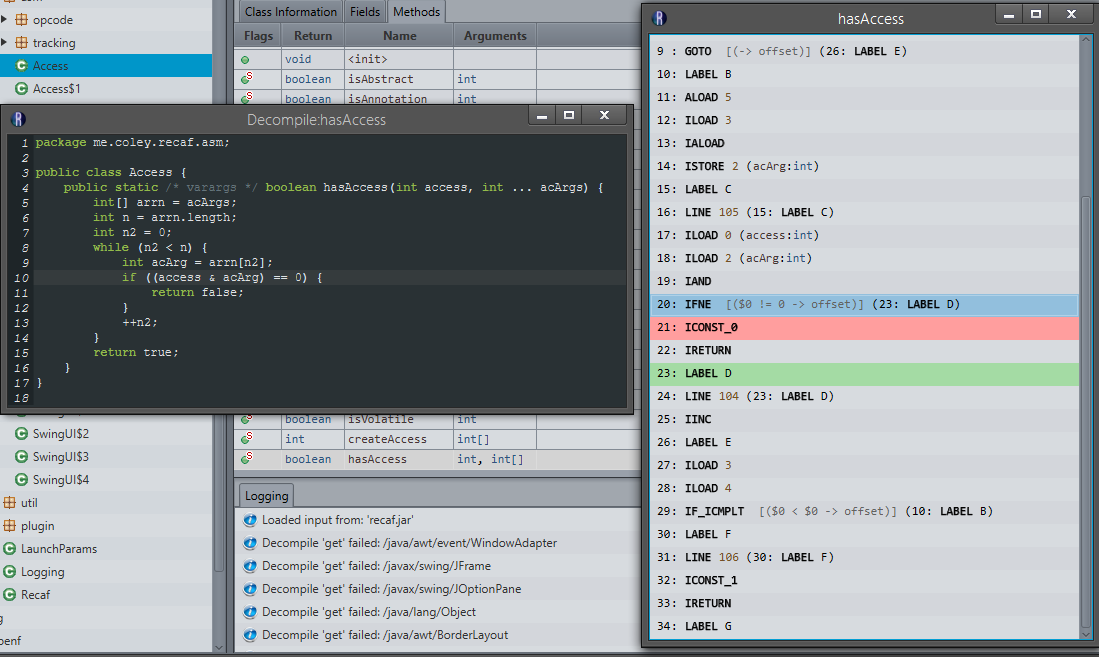 opcode
tracking
Access
Access$1
Class Information Fields Methods
Flags Return Name Arguments
void <init>
boolean isAbstract int
boolean isAnnotation int
Decompile:hasAccess
1 package me.coley.recaf.asm;
2
3 public class Access {
4 public static /* varargs */ boolean hasAccess(int access, int ... acArgs) {
5 int[] arrn = acArgs;
6 int n = arrn.length;
7 int n2 = 0;
8 while (n2 < n) {
9 int acArg = arrn[n2];
10 if ((access & acArg) == 0) {
11 return false;
12 }
13 ++n2;
14 }
15 return true;
16 }
17 }
18
SwingUI$2
SwingUI$3
SwingUI$4
util
plugin
LaunchParams
Logging
Recaf
boolean isVolatile int
int createAccess int[]
boolean hasAccess int, int[]
Logging
Loaded input from: 'recaf.jar'
Decompile 'get' failed: /java/awt/event/WindowAdapter
Decompile 'get' failed: /javax/swing/JFrame
Decompile 'get' failed: /javax/swing/JOptionPane
Decompile 'get' failed: /java/lang/Object
Decompile 'get' failed: /java/awt/BorderLayout
hasAccess
9 : GOTO [(-> offset)] (26: LABEL E)
10: LABEL B
11: ALOAD 5
12: ILOAD 3
13: IALOAD
14: ISTORE 2 (acArg:int)
15: LABEL C
16: LINE 105 (15: LABEL C)
17: ILOAD 0 (access:int)
18: ILOAD 2 (acArg:int)
19: IAND
20: IFNE [($0 != 0 -> offset)] (23: LABEL D)
21: ICONST_0
22: IRETURN
23: LABEL D
24: LINE 104 (23: LABEL D)
25: IINC
26: LABEL E
27: ILOAD 3
28: ILOAD 4
29: IF_ICMPLT [($0 < $0 -> offset)] (10: LABEL B)
30: LABEL F
31: LINE 106 (30: LABEL F)
32: ICONST_1
33: IRETURN
34: LABEL G